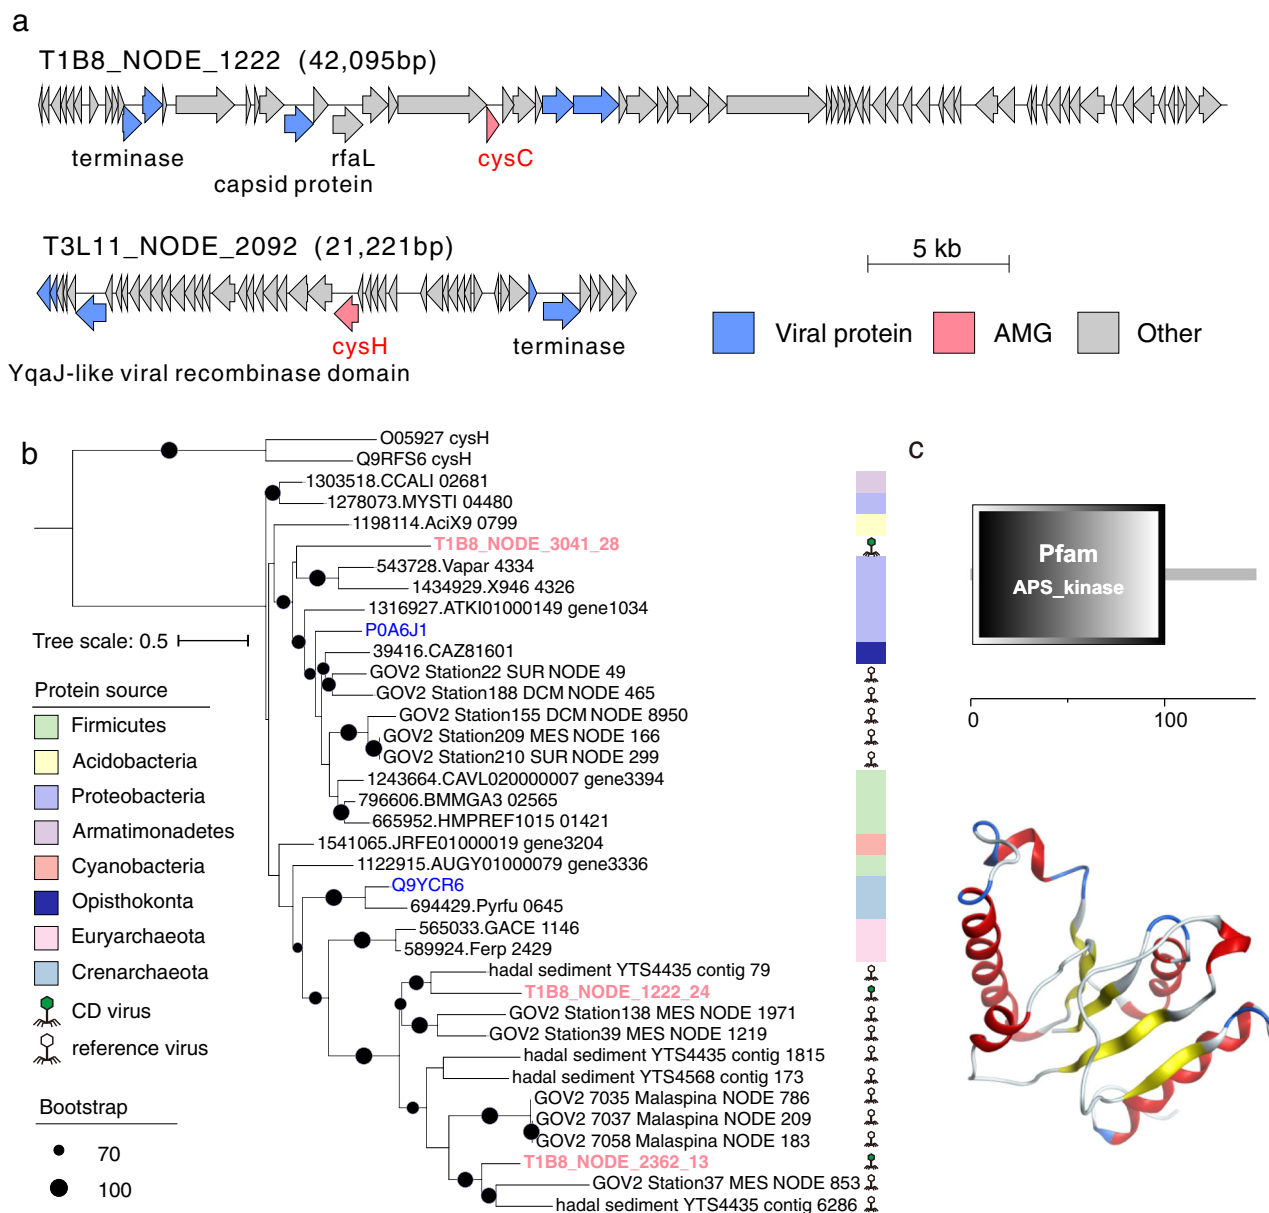 a
T1B8_NODE_1222 (42,095bp)
terminase
capsid protein
rfaL
cysC
T3L11_NODE_2092 (21,221bp)
cysH
terminase
YqaJ-like viral recombinase domain
5 kb
Viral protein
AMG
Other
b
O05927 cysH
Q9RFS6 cysH
1303518.CCALI 02681
1278073.MYSTI 04480
1198114.AciX9 0799
T1B8_NODE_3041_28
543728.Vapar 4334
1434929.X946 4326
1316927.ATKI01000149 gene1034
P0A6J1
39416.CAZ81601
GOV2 Station22 SUR NODE 49
GOV2 Station188 DCM NODE 465
GOV2 Station155 DCM NODE 8950
GOV2 Station209 MES NODE 166
GOV2 Station210 SUR NODE 299
1243664.CAVL020000007 gene3394
796606.BMMGA3 02565
665952.HMPREF1015 01421
1541065.JRFE01000019 gene3204
1122915.AUGY01000079 gene3336
Q9YCR6
694429.Pyrfu 0645
565033.GACE 1146
589924.Ferp 2429
hadal sediment YTS4435 contig 79
T1B8_NODE_1222_24
GOV2 Station138 MES NODE 1971
GOV2 Station39 MES NODE 1219
hadal sediment YTS4435 contig 1815
hadal sediment YTS4568 contig 173
GOV2 7035 Malaspina NODE 786
GOV2 7037 Malaspina NODE 209
GOV2 7058 Malaspina NODE 183
T1B8_NODE_2362_13
GOV2 Station37 MES NODE 853
hadal sediment YTS4435 contig 6286
Tree scale: 0.5
Protein source
Firmicutes
Acidobacteria
Proteobacteria
Armatimonadetes
Cyanobacteria
Opisthokonta
Euryarchaeota
Crenarchaeota
CD virus
reference virus
Bootstrap
70
100
c
Pfam
APS_kinase
0
100